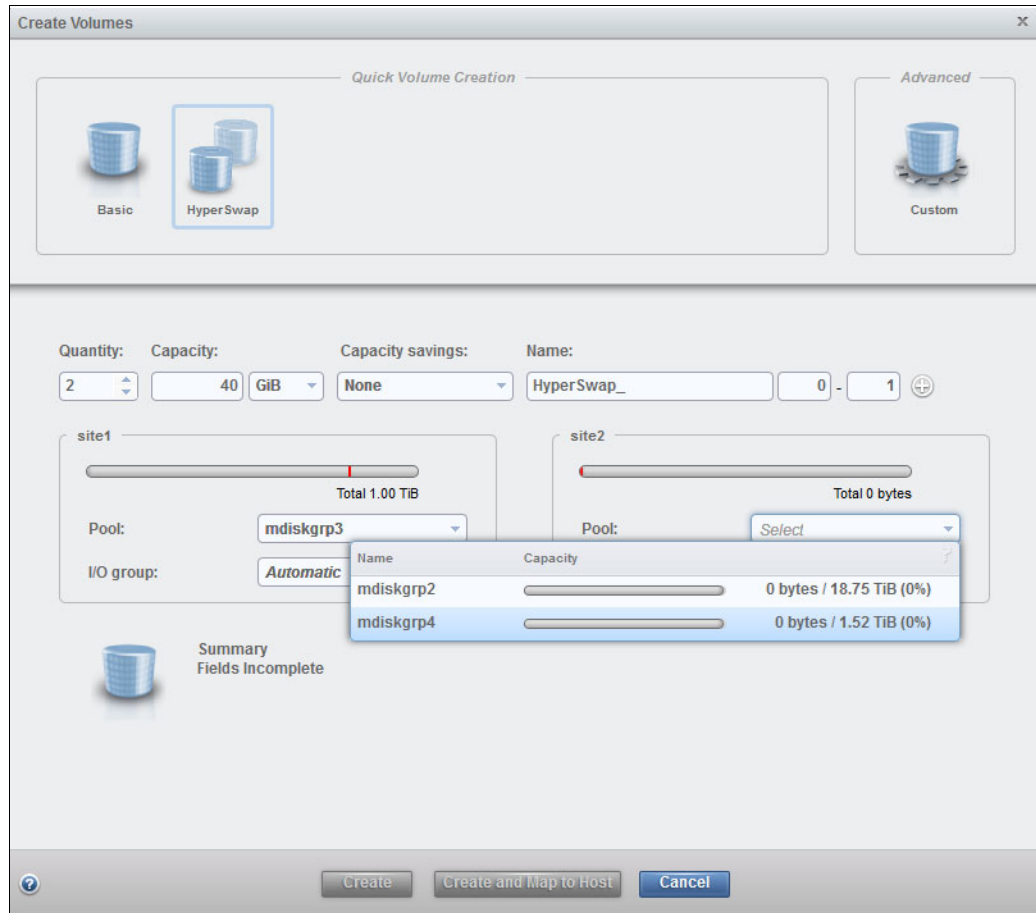 Create Volumes x
Quick Volume Creation
Advanced
Basic
HyperSwap
Custom
Quantity: Capacity: Capacity savings: Name:
2 40 GiB None HyperSwap_ 0 - 1
site1
site2
Total 1.00 TiB
Total 0 bytes
Pool: mdiskgrp3
Pool: Select
I/O group: Automatic
Name Capacity ?
mdiskgrp2 0 bytes / 18.75 TiB (0%)
mdiskgrp4 0 bytes / 1.52 TiB (0%)
Summary
Fields Incomplete
? Create Create and Map to Host Cancel